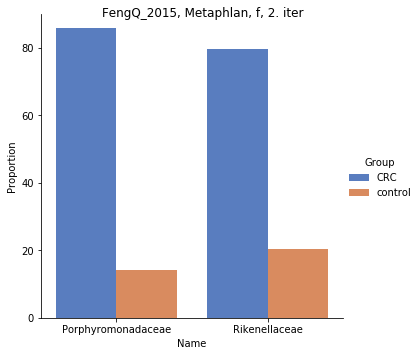 FengQ_2015, Metaphlan, f, 2. iter
80
60
40
20
0
Proportion
Porphyromonadaceae
Rikenellaceae
Name
Group
CRC
control